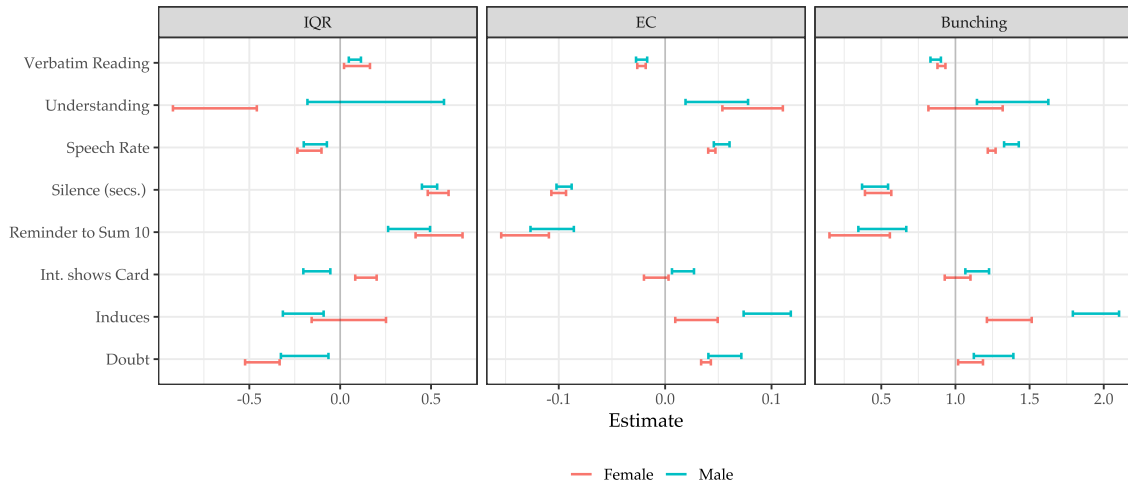 IQR EC Bunching
Verbatim Reading
Understanding
Speech Rate
Silence (secs.)
Reminder to Sum 10
Int. shows Card
Induces
Doubt
-0.5 0.0 0.5 -0.1 0.0 0.1 0.5 1.0 1.5 2.0
Estimate
Female Male